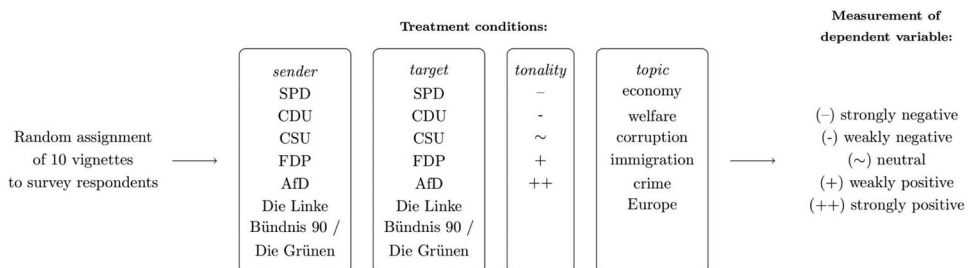 Treatment conditions:
Measurement of
dependent variable:
Random assignment
of 10 vignettes
to survey respondents
sender
SPD
CDU
CSU
FDP
AfD
Die Linke
Bündnis 90 /
Die Grünen
target
SPD
CDU
CSU
FDP
AfD
Die Linke
Bündnis 90 /
Die Grünen
tonality
–
-
~
+
++
topic
economy
welfare
corruption
immigration
crime
Europe
(–) strongly negative
(-) weakly negative
(~) neutral
(+) weakly positive
(++) strongly positive